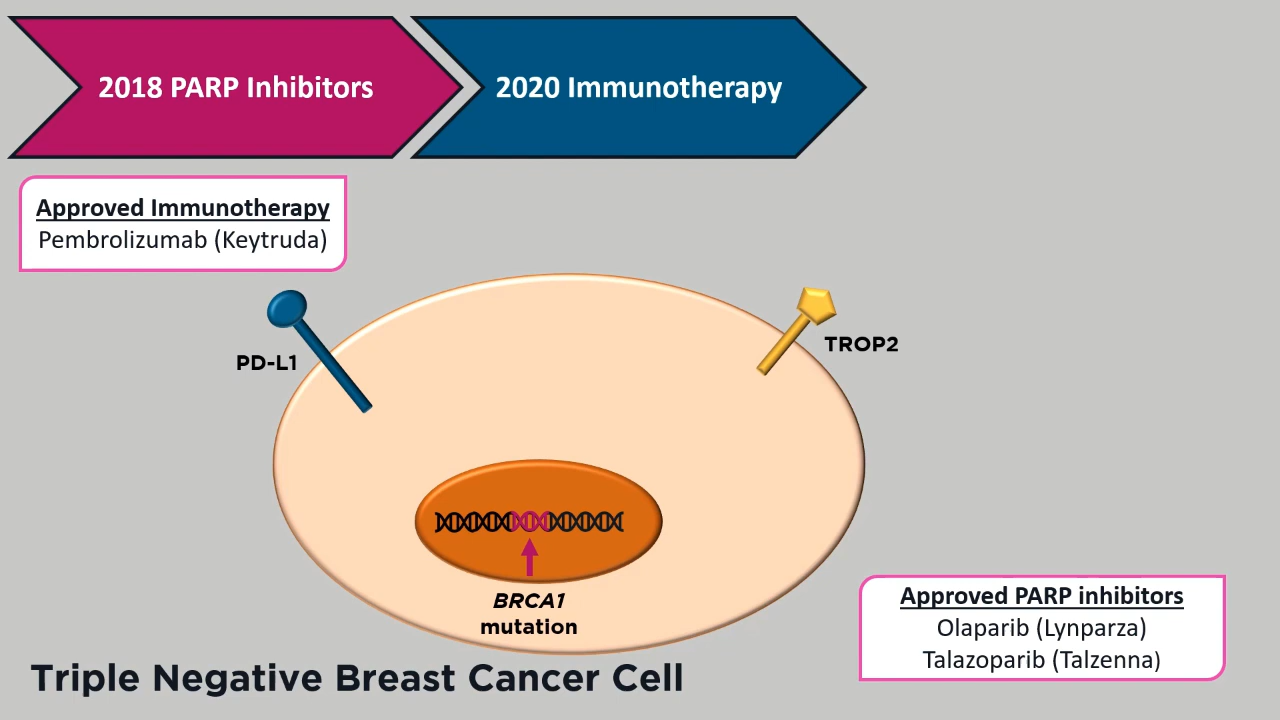 2018 PARP Inhibitors
2020 Immunotherapy
Approved Immunotherapy
Pembrolizumab (Keytruda)
PD-L1
TROP2
BRCA1
mutation
Approved PARP inhibitors
Olaparib (Lynparza)
Talazoparib (Talzenna)
Triple Negative Breast Cancer Cell